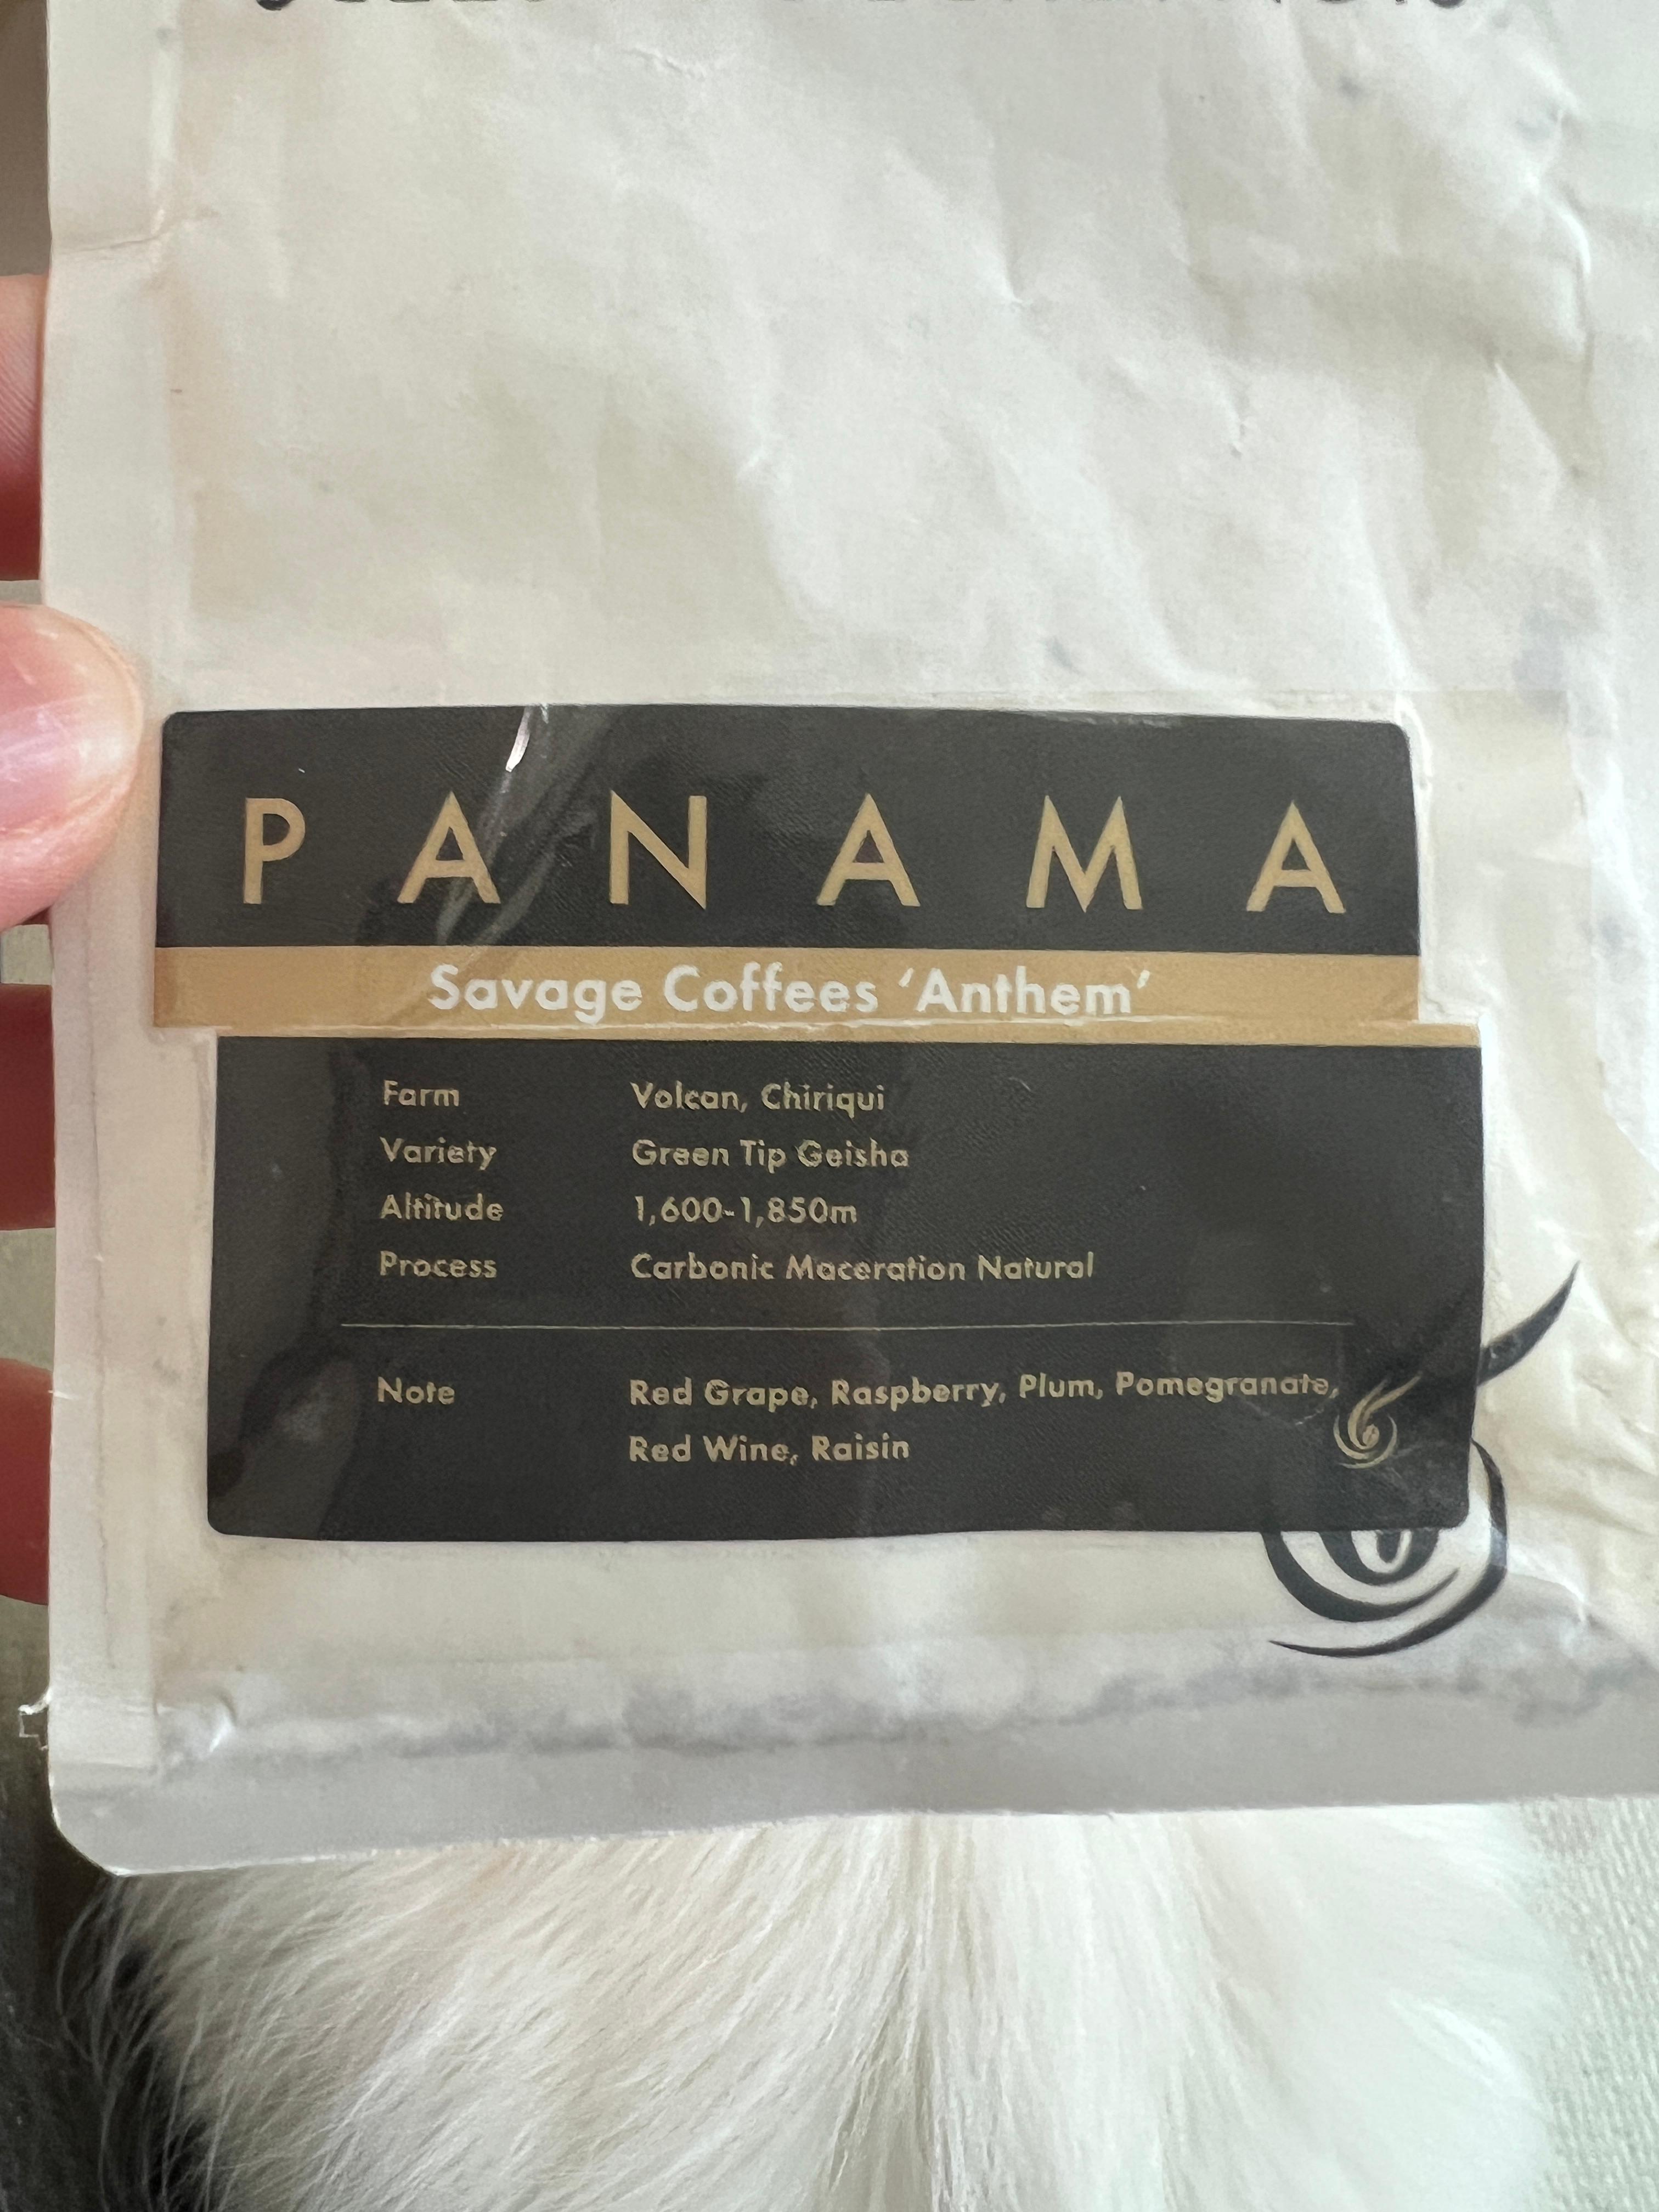 PANAMA
Savage Coffees ‘Anthem’
Farm Volcan, Chiriqui
Variety Green Tip Geisha
Altitude 1,600-1,850m
Process Carbonic Maceration Natural
Note Red Grape, Raspberry, Plum, Pomegranate,
Red Wine, Raisin